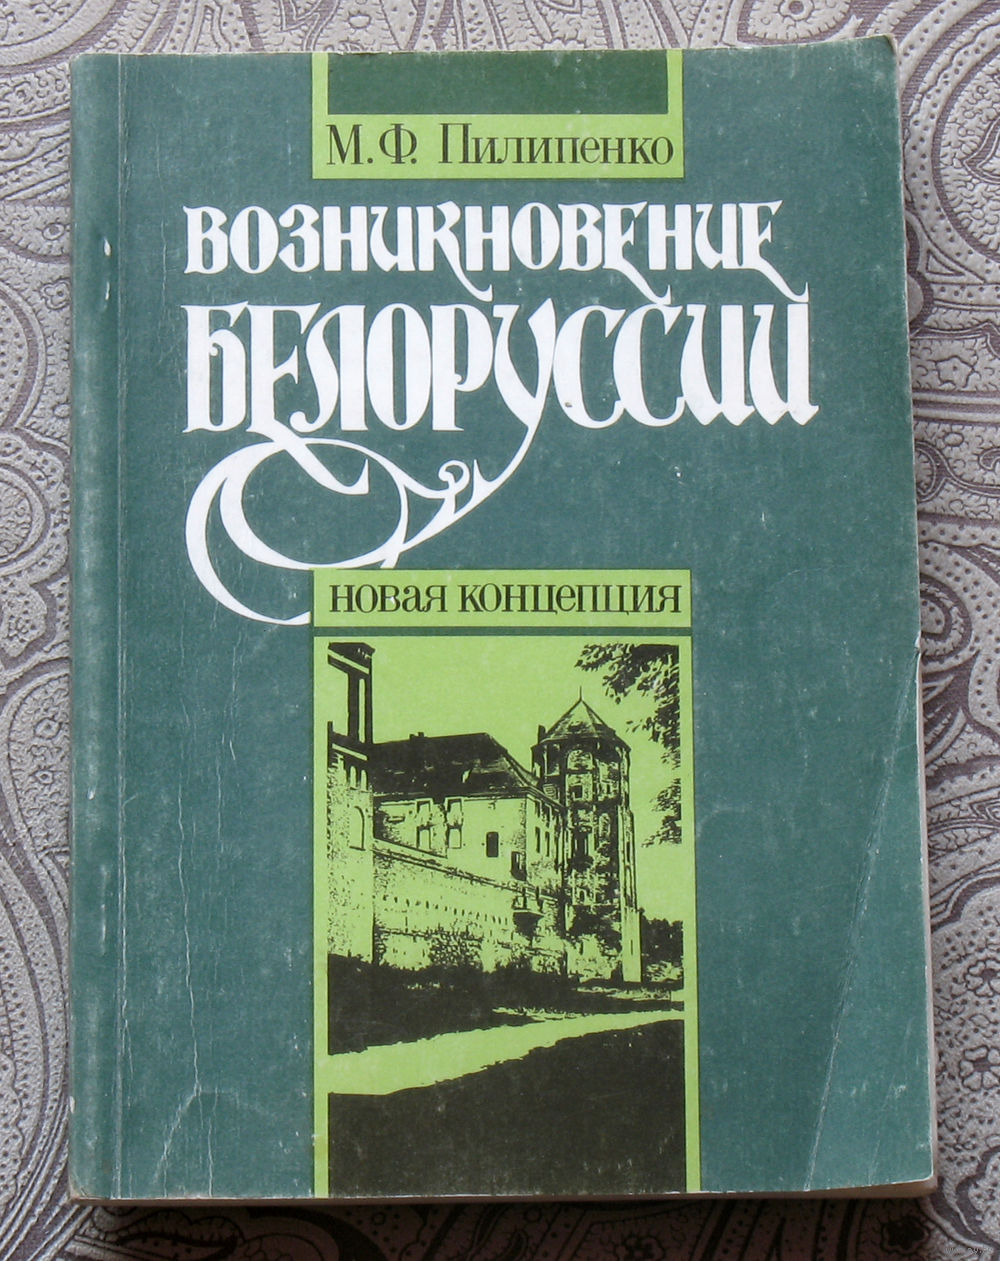 М. Ф. Пилипенко
ВОЗНИКНОВЕНИЕ
БЕЛОРУССИИ
НОВАЯ КОНЦЕПЦИЯ